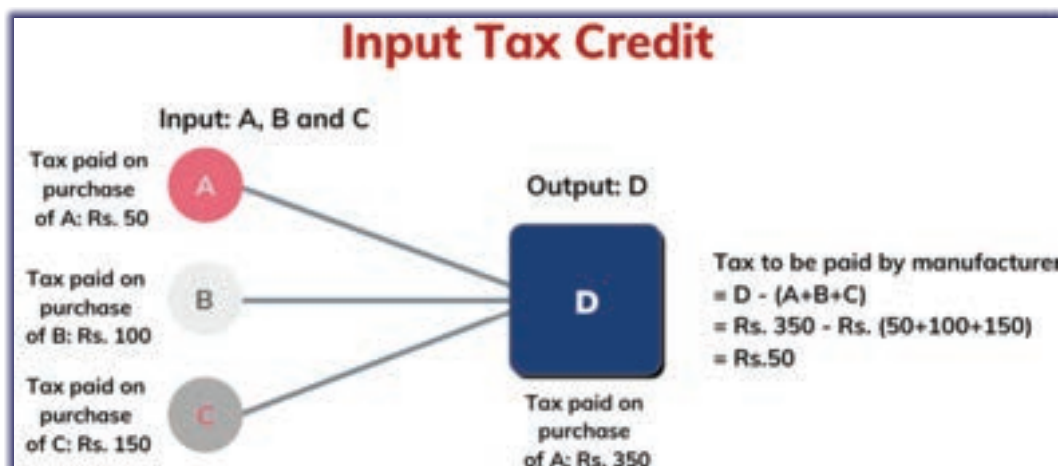 Input Tax Credit
Input: A, B and C
Tax paid on
purchase
of A: Rs. 50
A
Tax paid on
purchase
of B: Rs. 100
B
Tax paid on
purchase
of C: Rs. 150
C
Output: D
D
Tax paid on
purchase
of A: Rs. 350
Tax to be paid by manufacturer
= D - (A+B+C)
= Rs. 350 - Rs. (50+100+150)
= Rs.50